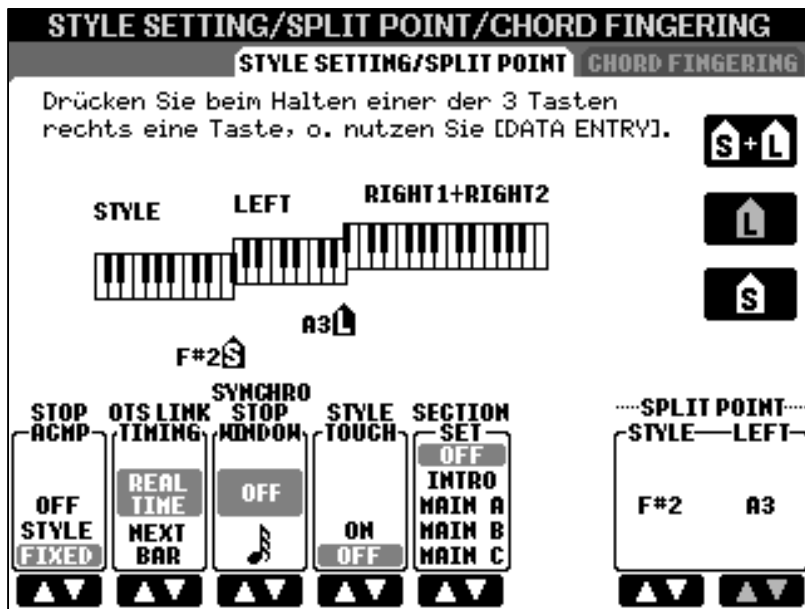 STYLE SETTING/SPLIT POINT/CHORD FINGERING
STYLE SETTING/SPLIT POINT CHORD FINGERING
Drücken Sie beim Halten einer der 3 Tasten
rechts eine Taste, o. nutzen Sie [DATA ENTRY].
S+L
L
S
STYLE LEFT RIGHT1+RIGHT2
A3 L
F#2 S
STOP
ACMP
OFF
STYLE
FIXED
OTS LINK
TIMING
REAL
TIME
NEXT
BAR
SYNCHRO
STOP
WINDOW
OFF
STYLE
TOUCH
ON
OFF
SECTION
SET
OFF
INTRO
MAIN A
MAIN B
MAIN C
SPLIT POINT
STYLE LEFT
F#2 A3